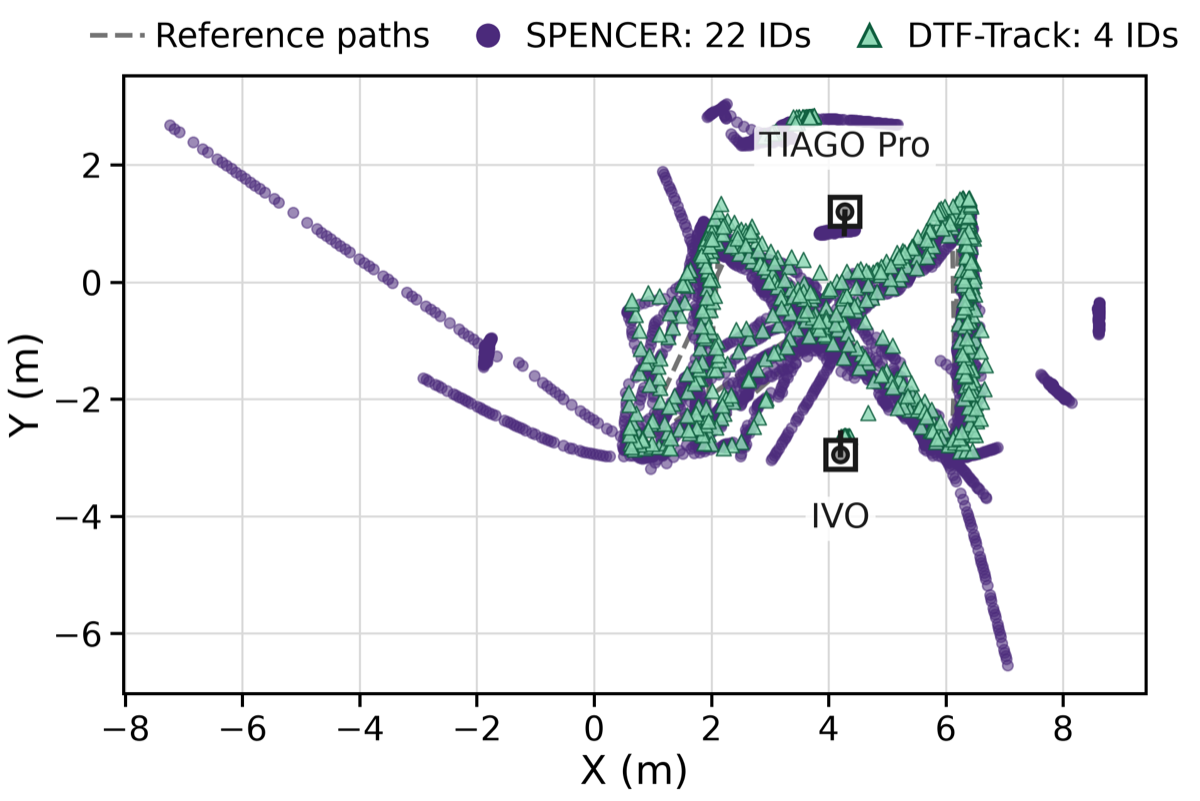 Reference paths
SPENCER: 22 IDs
DTF-Track: 4 IDs
TIAGO Pro
IVO
Y (m)
2
0
−2
−4
−6
−8 −6 −4 −2 0 2 4 6 8
X (m)